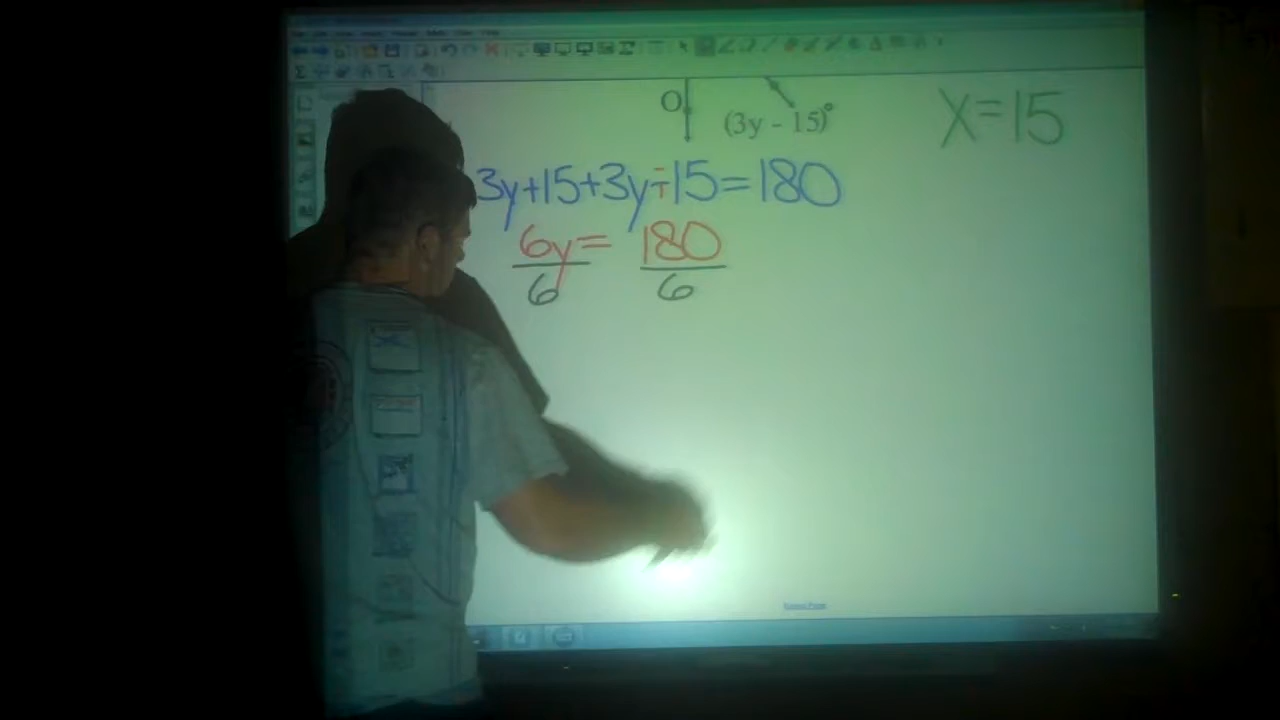 O
(3y - 15)°
X=15
3y+15+3y-15=180
6y = 180
6 6